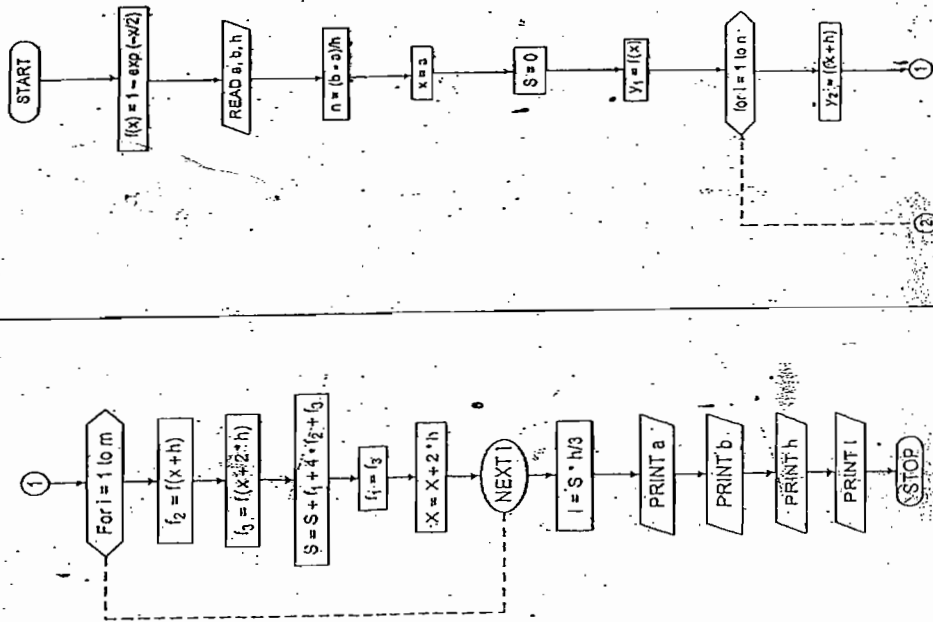 1
For i = 1 to m
f₂ = f(x + h)
f₃ = f(x + 2 * h)
S = S + f₁ + 4 * f₂ + f₃
f₁ = f₃
X = X + 2 * h
NEXT I
I = S * h/3
PRINT a
PRINT b
PRINT h
PRINT I
STOP
START
f(x) = 1 – exp (–x/2)
READ a, b, h
n = (b – a)/h
x = a
S = 0
y₁ = f(x)
for I = 1 to n
y₂ = f(x + h)
1
2